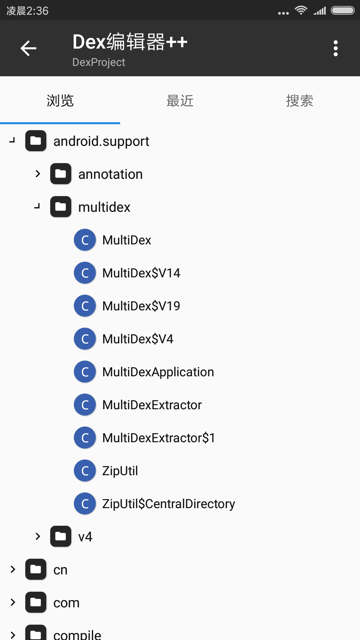 凌晨2:36
Dex编辑器++
DexProject
浏览 最近 搜索
android.support
annotation
multidex
C MultiDex
C MultiDex$V14
C MultiDex$V19
C MultiDex$V4
C MultiDexApplication
C MultiDexExtractor
C MultiDexExtractor$1
C ZipUtil
C ZipUtil$CentralDirectory
v4
cn
com
compile